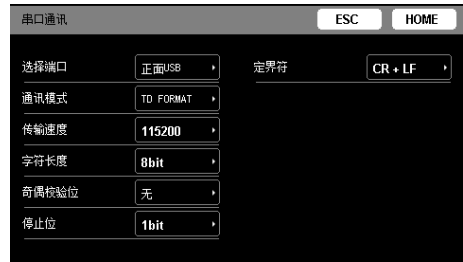 串口通讯 ESC HOME
选择端口 正面USB 定界符 CR + LF
通讯模式 TD FORMAT
传输速度 115200
字符长度 8bit
奇偶校验位 无
停止位 1bit